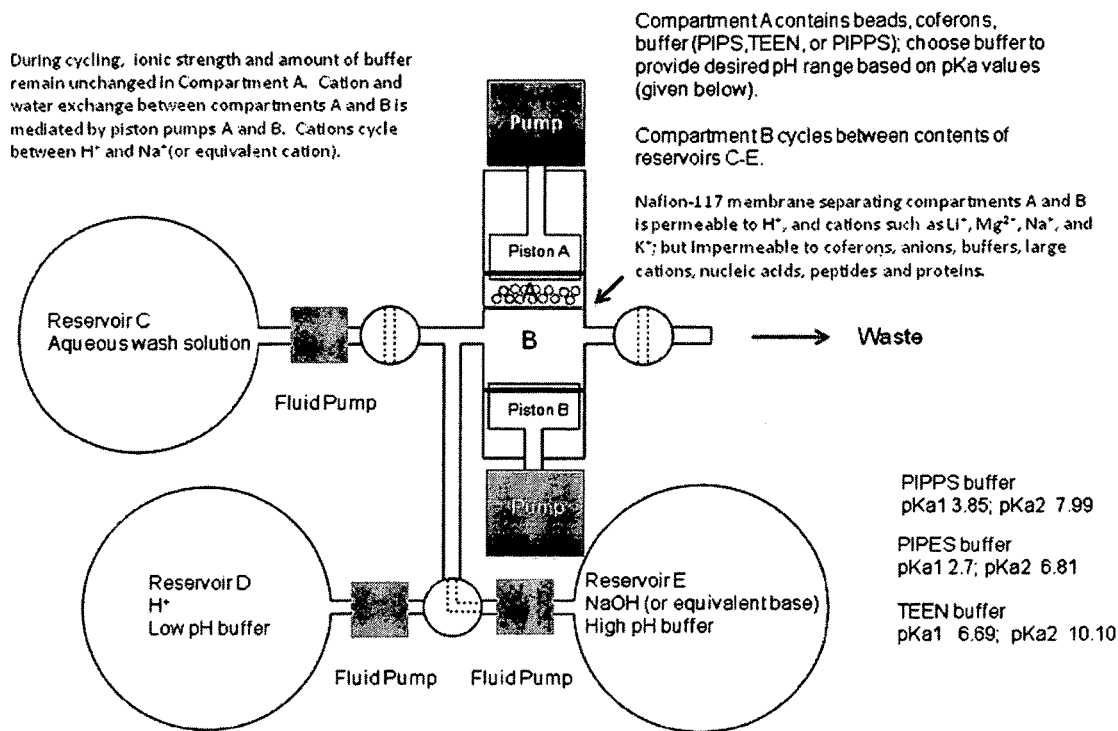 During cycling, ionic strength and amount of buffer
remain unchanged in Compartment A. Cation and
water exchange between compartments A and B is
mediated by piston pumps A and B. Cations cycle
between H⁺ and Na⁺(or equivalent cation).
Compartment A contains beads, coferons,
buffer (PIPS,TEEN, or PIPPS); choose buffer to
provide desired pH range based on pKa values
(given below).
Compartment B cycles between contents of
reservoirs C-E.
Nafion-117 membrane separating compartments A and B
is permeable to H⁺, and cations such as Li⁺, Mg²⁺, Na⁺, and
K⁺; but impermeable to coferons, anions, buffers, large
cations, nucleic acids, peptides and proteins.
Pump
Piston A
A
Reservoir C
Aqueous wash solution
Fluid Pump
B
Waste
Piston B
Pump
Reservoir D
H⁺
Low pH buffer
Fluid Pump
Fluid Pump
Reservoir E
NaOH (or equivalent base)
High pH buffer
PIPPS buffer
pKa1 3.85; pKa2 7.99
PIPES buffer
pKa1 2.7; pKa2 6.81
TEEN buffer
pKa1 6.69; pKa2 10.10